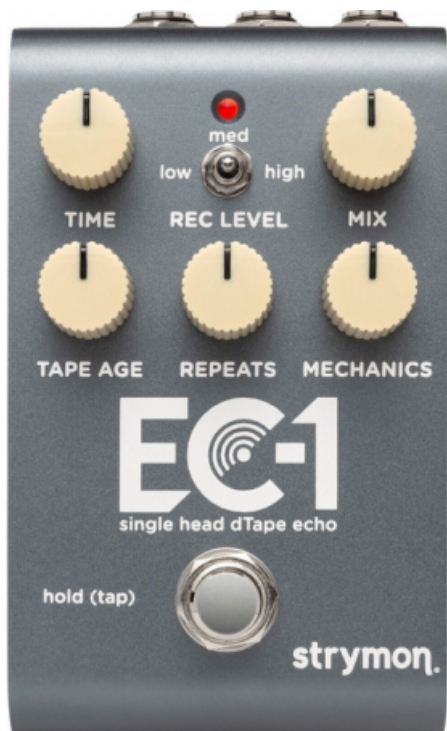 med
low high
TIME REC LEVEL MIX
TAPE AGE REPEATS MECHANICS
EC-1
single head dTape echo
hold (tap)
strymon.